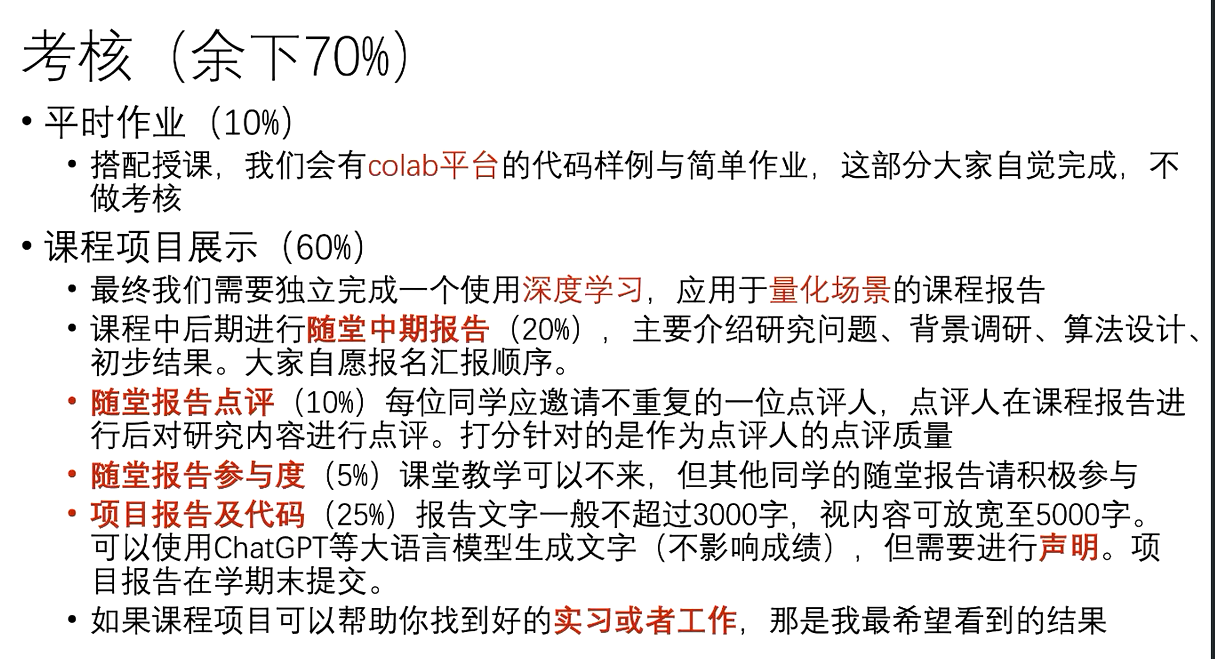 考核（余下70%）
• 平时作业（10%）
• 搭配授课，我们会有colab平台的代码样例与简单作业，这部分大家自觉完成，不
做考核
• 课程项目展示（60%）
• 最终我们需要独立完成一个使用深度学习，应用于量化场景的课程报告
• 课程中后期进行随堂中期报告（20%），主要介绍研究问题、背景调研、算法设计、
初步结果。大家自愿报名汇报顺序。
• 随堂报告点评（10%）每位同学应邀请不重复的一位点评人，点评人在课程报告进
行后对研究内容进行点评。打分针对的是作为点评人的点评质量
• 随堂报告参与度（5%）课堂教学可以不来，但其他同学的随堂报告请积极参与
• 项目报告及代码（25%）报告文字一般不超过3000字，视内容可放宽至5000字。
可以使用ChatGPT等大语言模型生成文字（不影响成绩），但需要进行声明。项
目报告在学期末提交。
• 如果课程项目可以帮助你找到好的实习或者工作，那是我最希望看到的结果